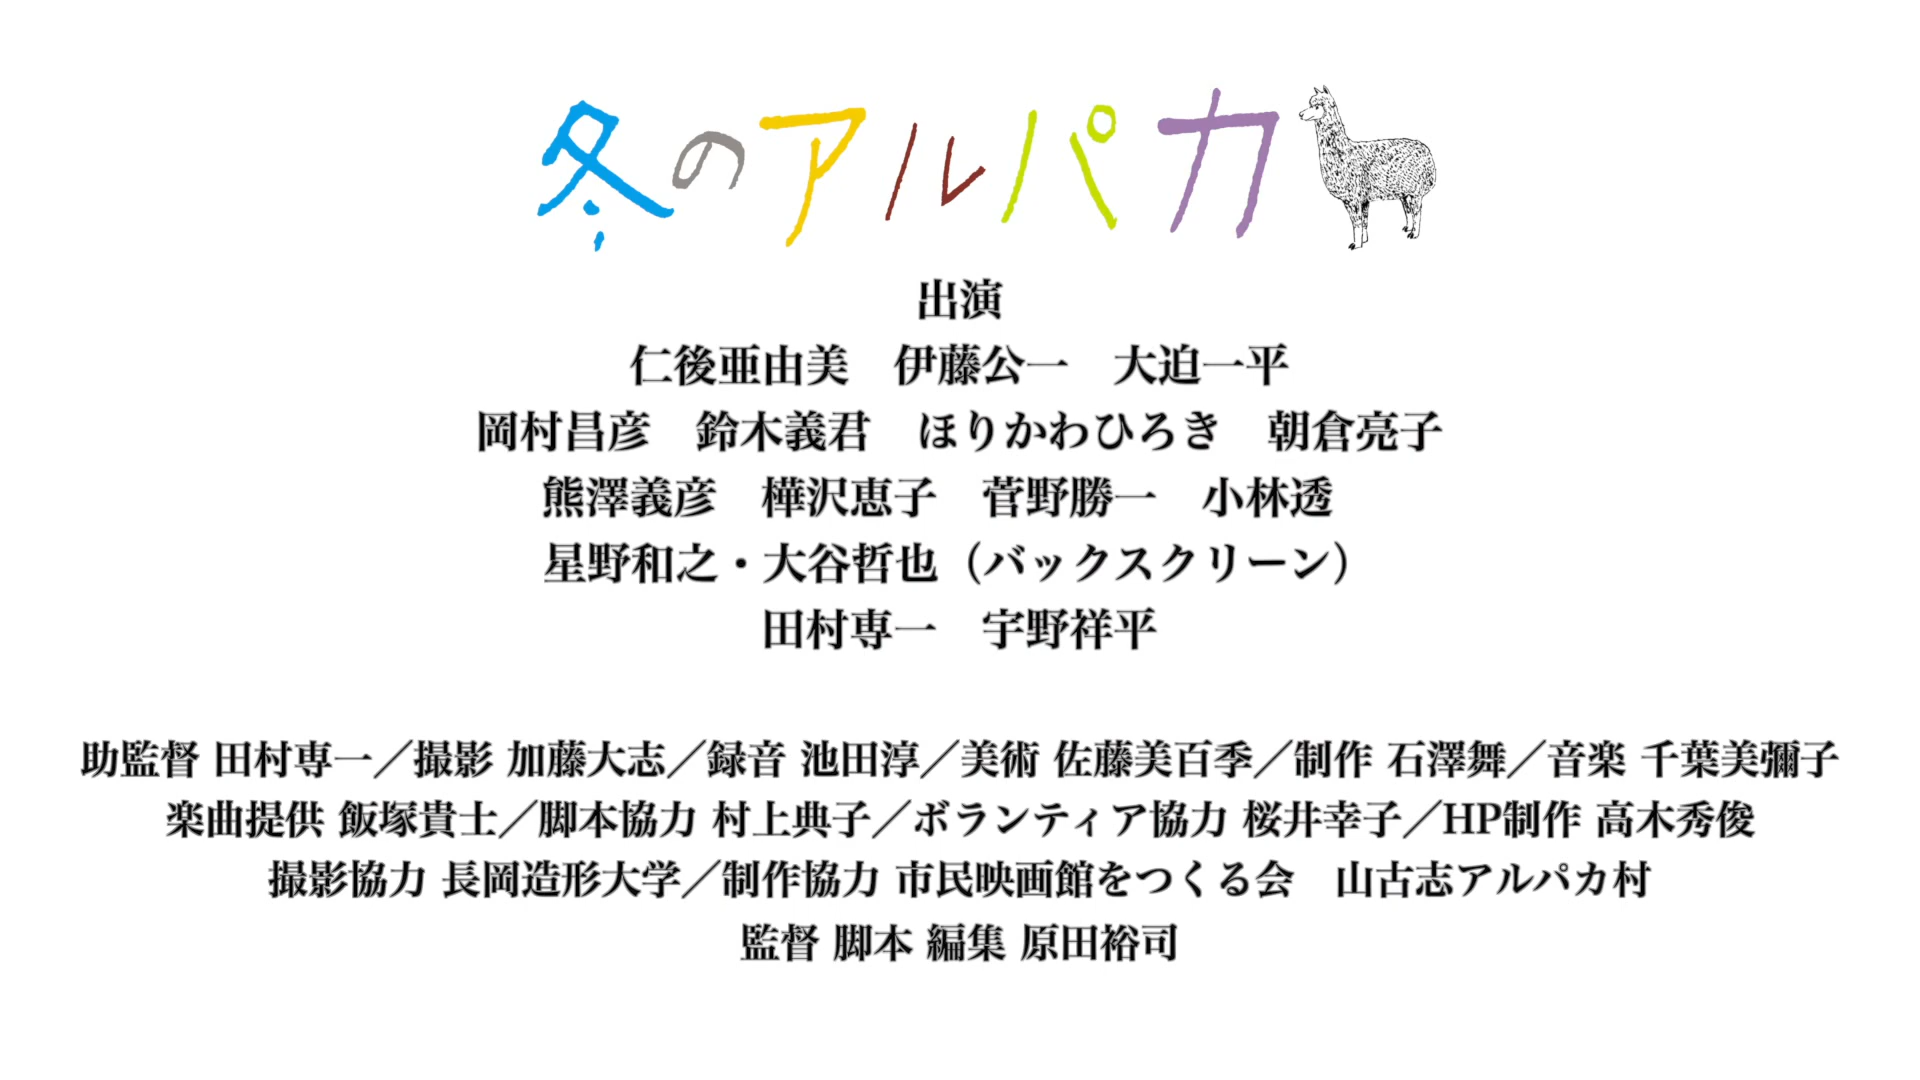 冬のアルパカ
出演
仁後亜由美　伊藤公一　大迫一平
岡村昌彦　鈴木義君　ほりかわひろき　朝倉亮子
熊澤義彦　樺沢恵子　菅野勝一　小林透
星野和之・大谷哲也（バックスクリーン）
田村専一　宇野祥平
助監督 田村専一／撮影 加藤大志／録音 池田淳／美術 佐藤美百季／制作 石澤舞／音楽 千葉美彌子
楽曲提供 飯塚貴士／脚本協力 村上典子／ボランティア協力 桜井幸子／HP制作 高木秀俊
撮影協力 長岡造形大学／制作協力 市民映画館をつくる会　山古志アルパカ村
監督 脚本 編集 原田裕司